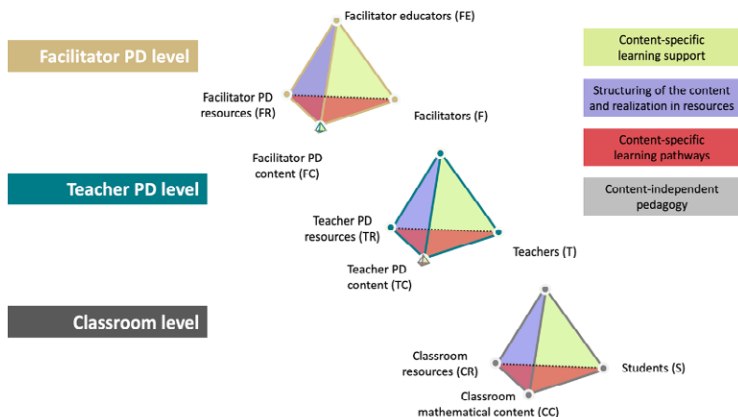 Facilitator educators (FE)
Facilitator PD level
Content-specific
learning support
Structuring of the content
and realization in resources
Facilitator PD
resources (FR)
Facilitators (F)
Content-specific
learning pathways
Facilitator PD
content (FC)
Teacher PD level
Content-independent
pedagogy
Teacher PD
resources (TR)
Teachers (T)
Teacher PD
content (TC)
Classroom level
Classroom
resources (CR)
Students (S)
Classroom
mathematical content (CC)